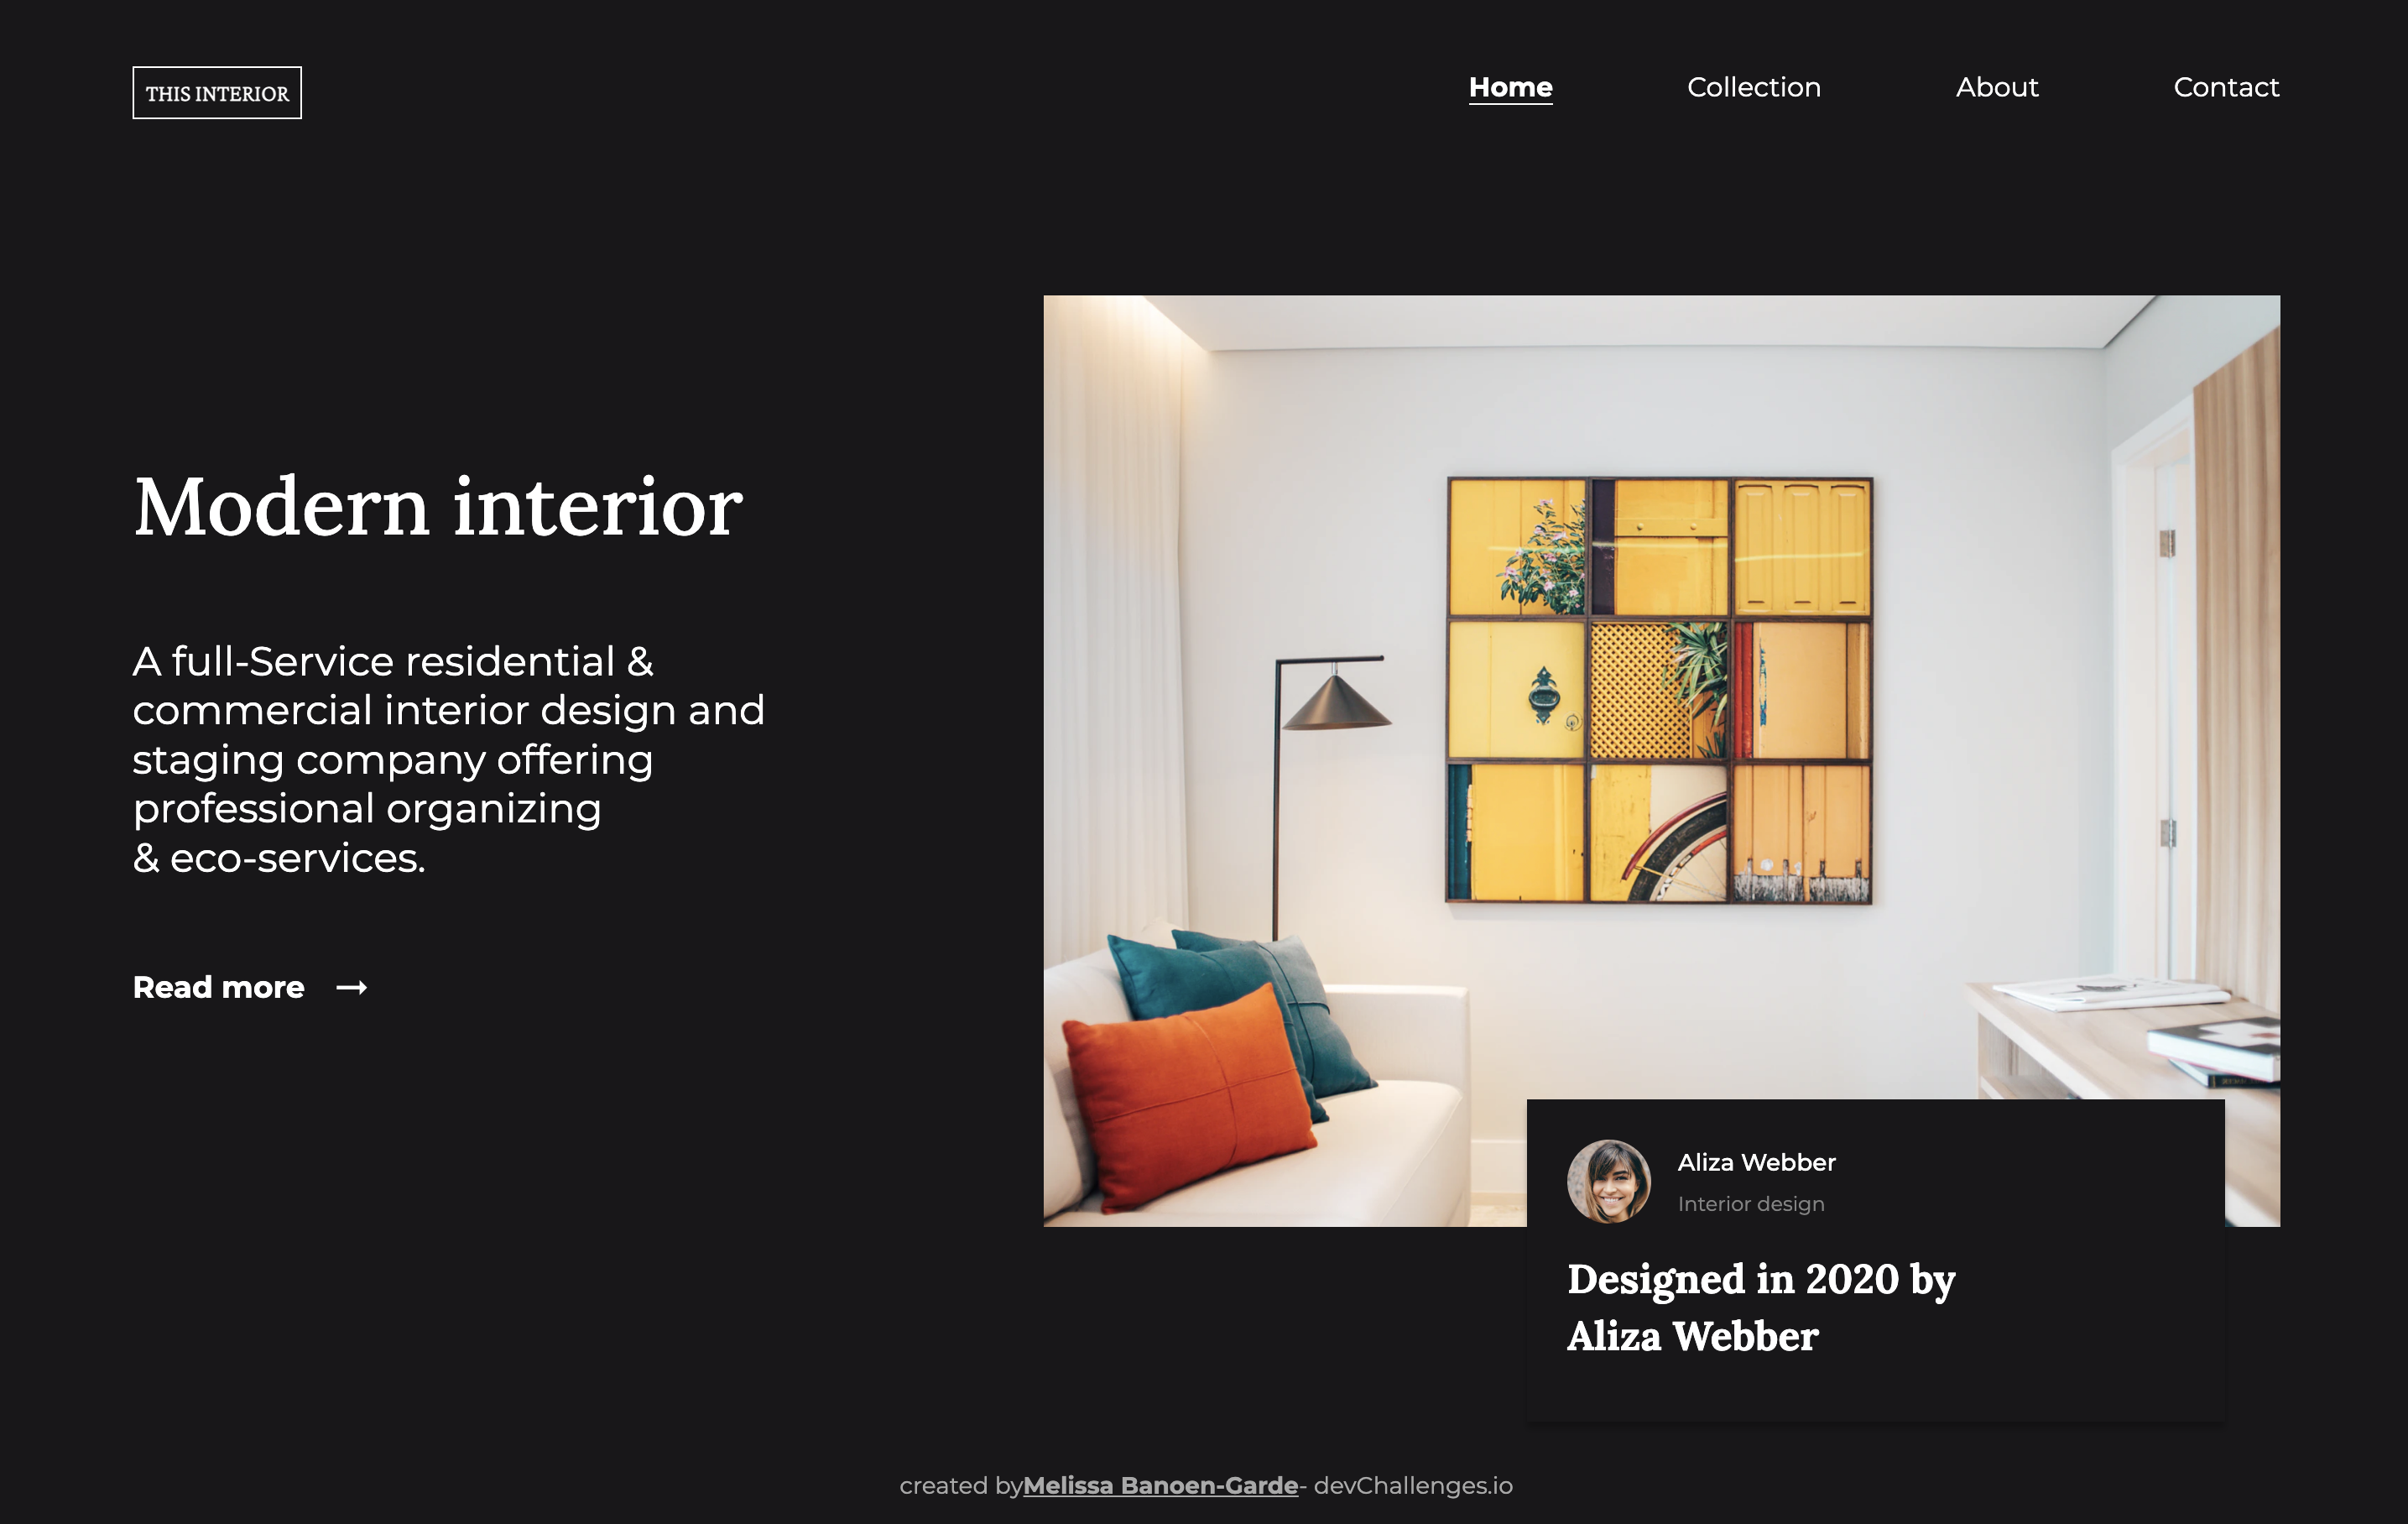 THIS INTERIOR
Home
Collection
About
Contact
Modern interior
A full-Service residential &
commercial interior design and
staging company offering
professional organizing
& eco-services.
Read more →
Aliza Webber
Interior design
Designed in 2020 by
Aliza Webber
created byMelissa Banoen-Garde- devChallenges.io